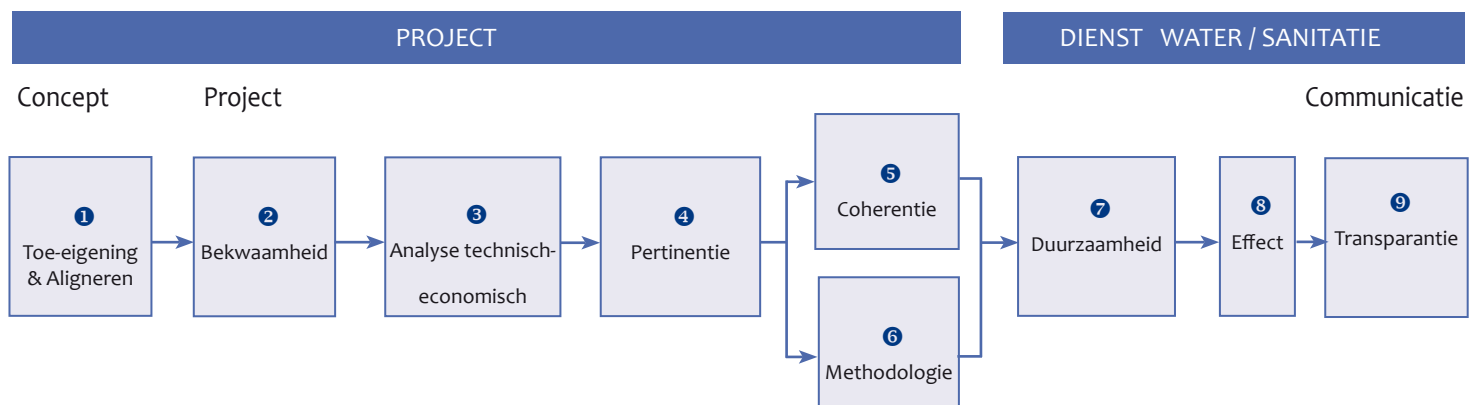 PROJECT
DIENST WATER / SANITATIE
Concept
Project
Communicatie
1
Toe-eigening
& Aligneren
2
Bekwaamheid
3
Analyse technisch-
economisch
4
Pertinentie
5
Coherentie
6
Methodologie
7
Duurzaamheid
8
Effect
9
Transparantie